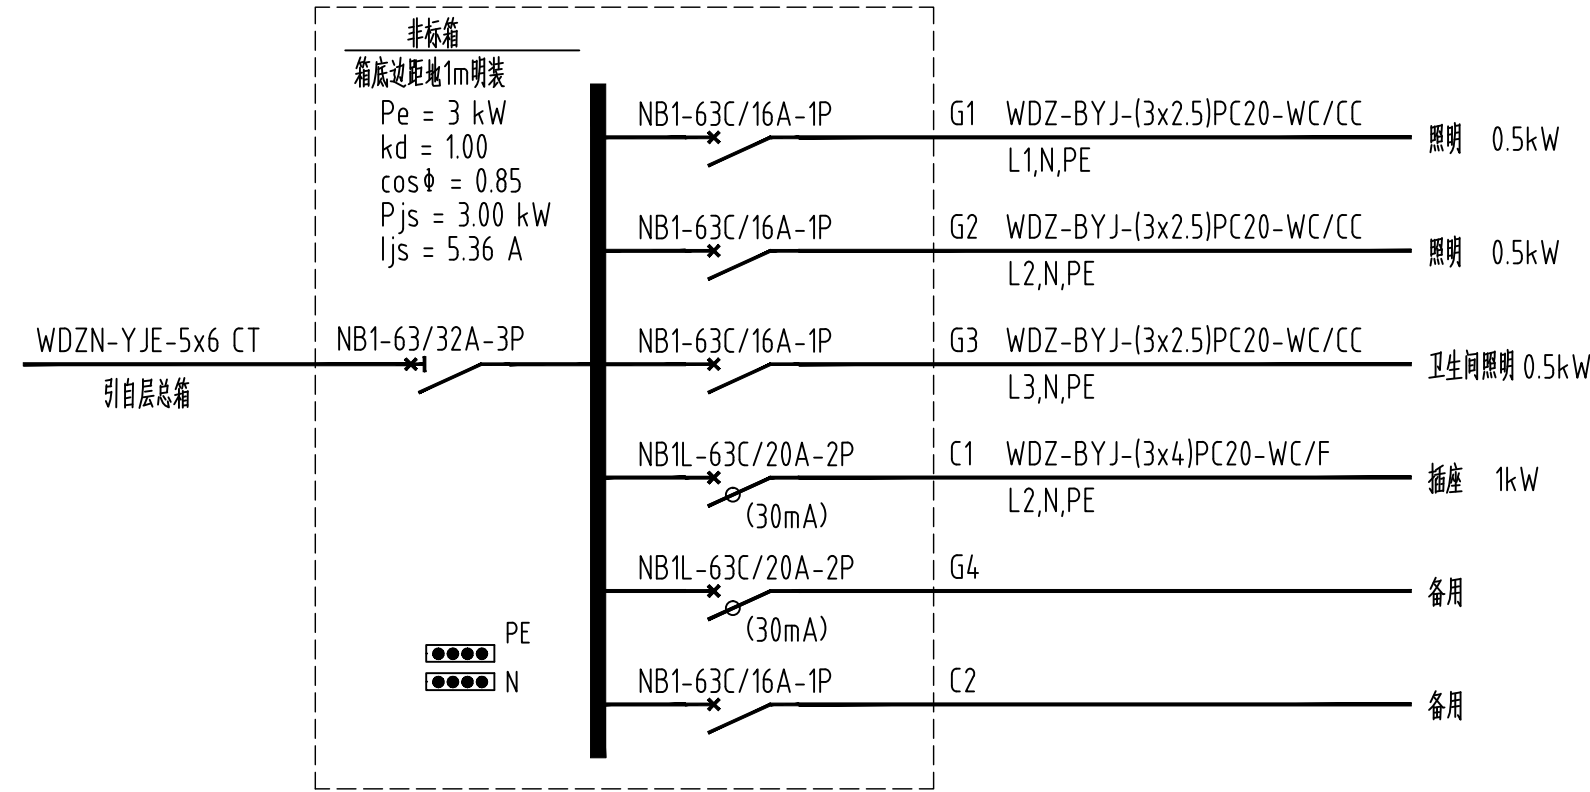 非标箱
箱底边距地1m明装
Pe = 3 kW
kd = 1.00
cosΦ = 0.85
Pjs = 3.00 kW
Ijs = 5.36 A
WDZN-YJE-5x6 CT
引自层总箱
NB1-63/32A-3P
NB1-63C/16A-1P G1 WDZ-BYJ-(3x2.5)PC20-WC/CC
L1,N,PE
照明 0.5kW
NB1-63C/16A-1P G2 WDZ-BYJ-(3x2.5)PC20-WC/CC
L2,N,PE
照明 0.5kW
NB1-63C/16A-1P G3 WDZ-BYJ-(3x2.5)PC20-WC/CC
L3,N,PE
卫生间照明 0.5kW
NB1L-63C/20A-2P C1 WDZ-BYJ-(3x4)PC20-WC/F
(30mA)
L2,N,PE
插座 1kW
NB1L-63C/20A-2P G4
(30mA)
备用
NB1-63C/16A-1P C2
备用
PE
N